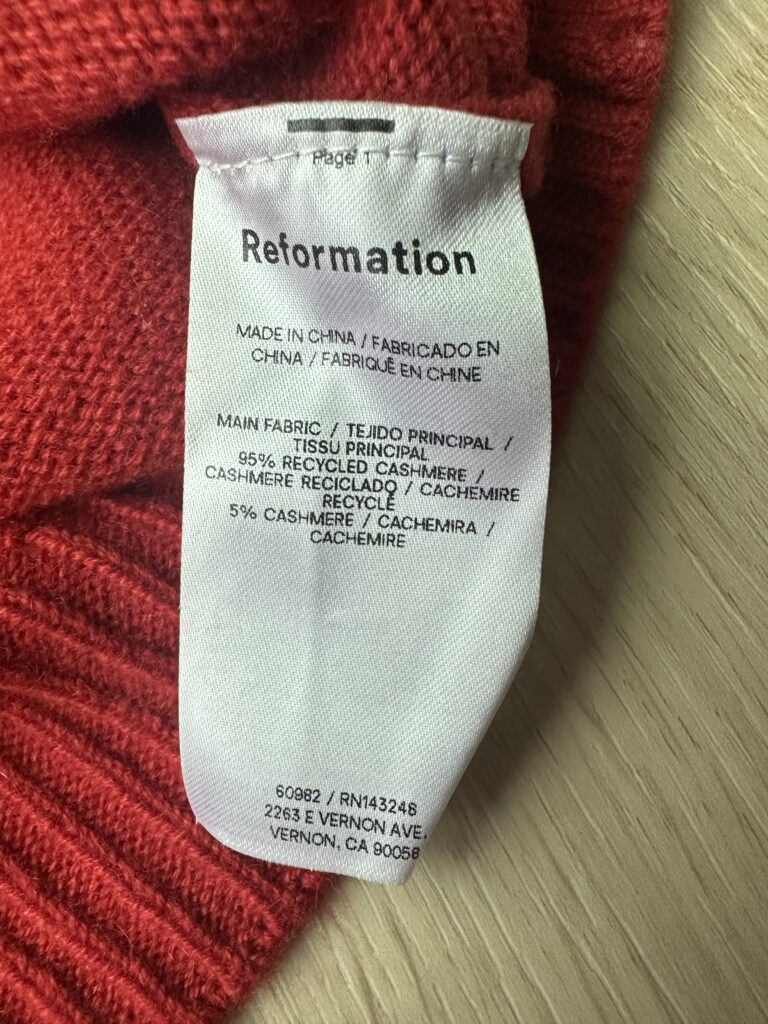 Page 1
Reformation
MADE IN CHINA / FABRICADO EN
CHINA / FABRIQUÉ EN CHINE
MAIN FABRIC / TEJIDO PRINCIPAL /
TISSU PRINCIPAL
95% RECYCLED CASHMERE /
CASHMERE RECICLADO / CACHEMIRE
RECYCLÉ
5% CASHMERE / CACHEMIRA /
CACHEMIRE
60982 / RN143248
2263 E VERNON AVE.
VERNON, CA 90058